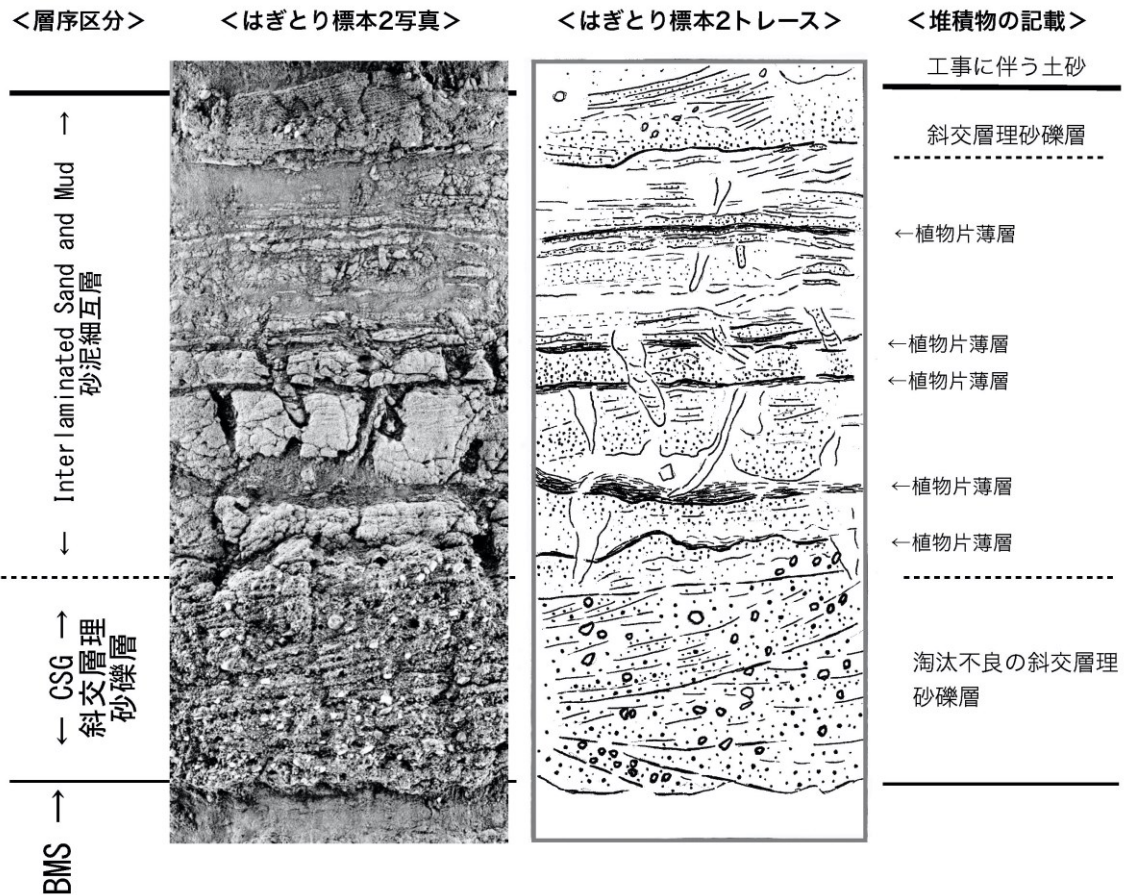 ＜層序区分＞
＜はぎとり標本2写真＞
＜はぎとり標本2トレース＞
＜堆積物の記載＞
← Interlaminated Sand and Mud →
砂泥細互層
← CSG →
斜交層理
砂礫層
BMS →
工事に伴う土砂
斜交層理砂礫層
←植物片薄層
←植物片薄層
←植物片薄層
←植物片薄層
←植物片薄層
淘汰不良の斜交層理
砂礫層